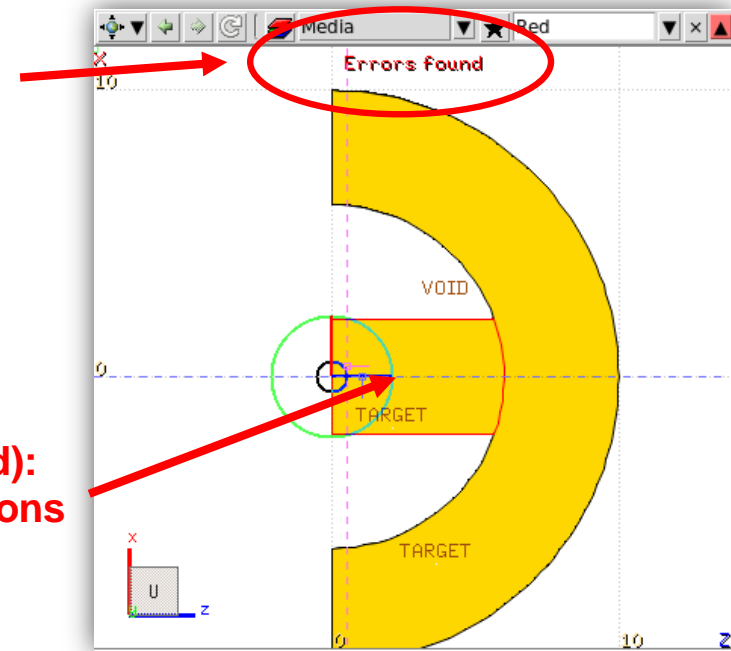 Media
Red
Errors found
X
10
VOID
0
TARGET
d):
ons
TARGET
x
U
z
0
10
Z